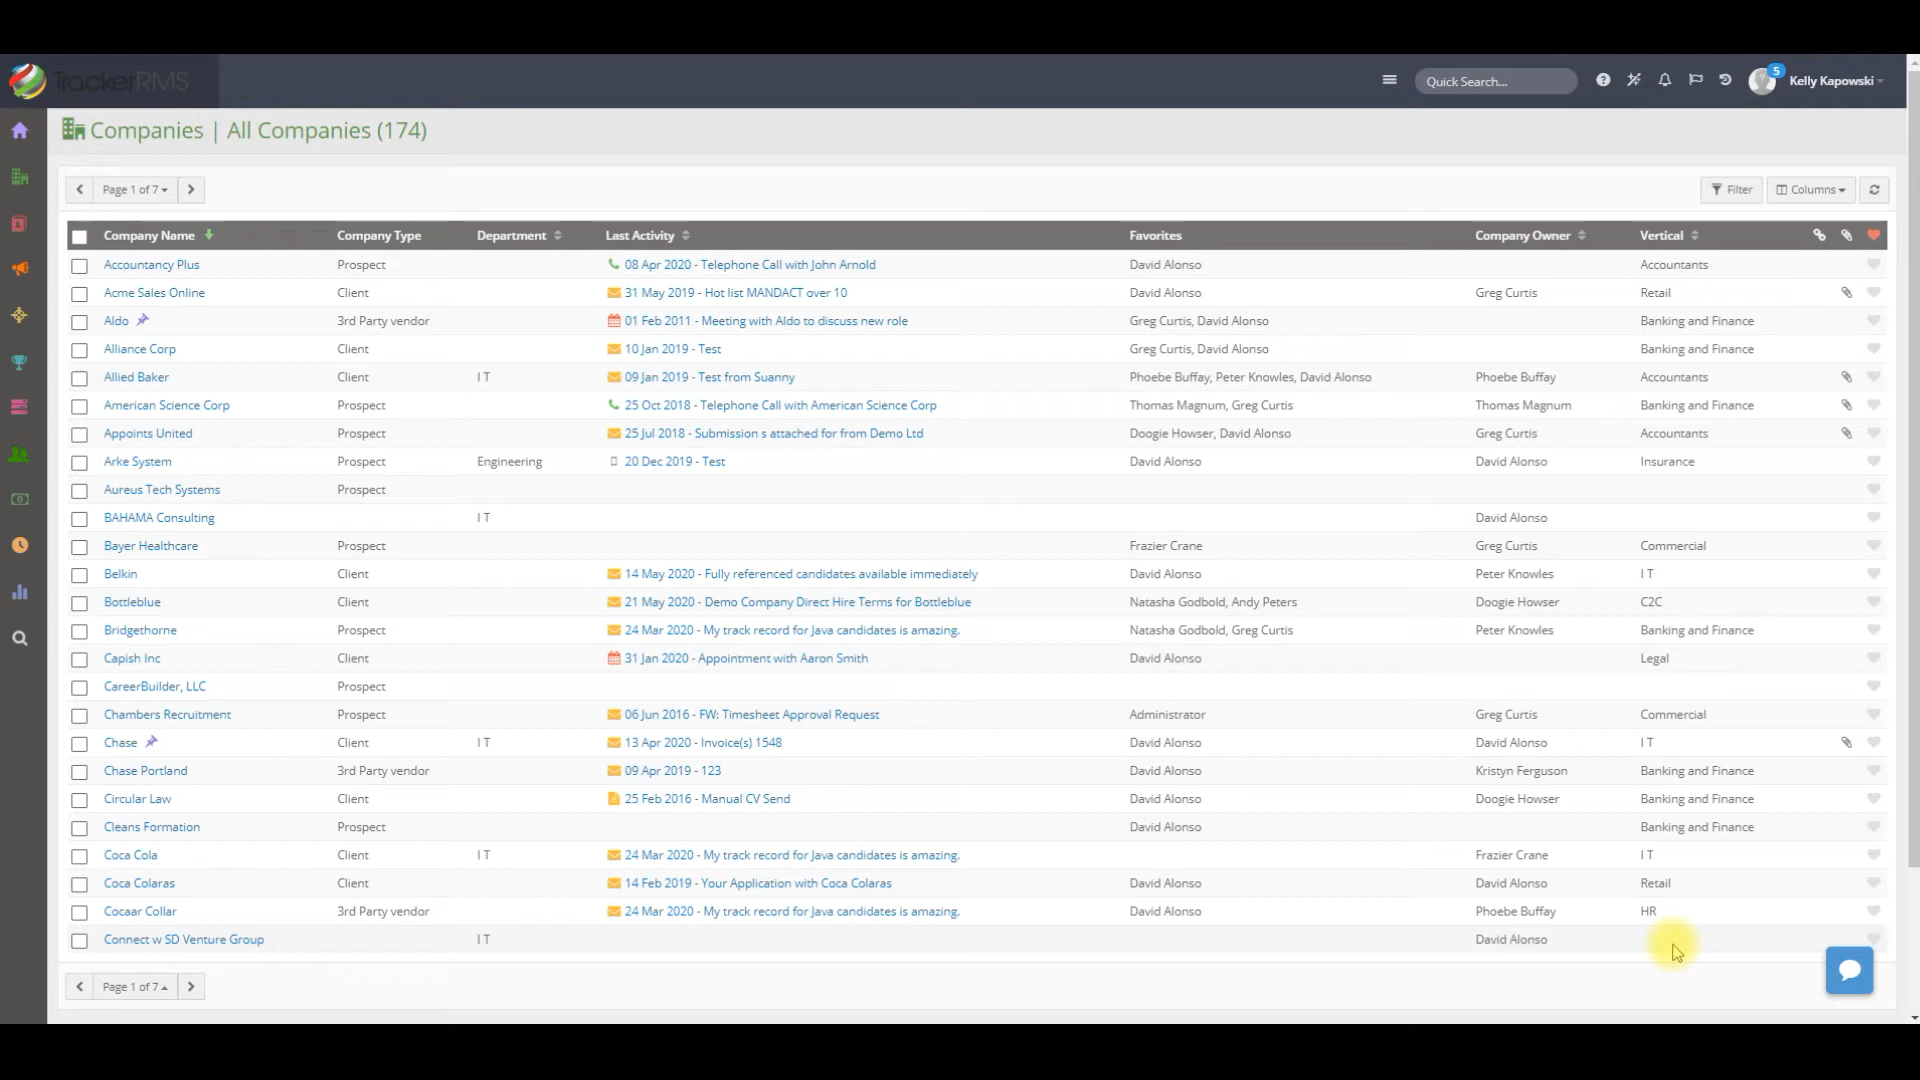 TrackerRMS
Quick Search...
5
Kelly Kapowski
Companies | All Companies (174)
Page 1 of 7
Filter
Columns
Company Name Company Type Department Last Activity Favorites Company Owner Vertical
Accountancy Plus Prospect 08 Apr 2020 - Telephone Call with John Arnold David Alonso Accountants
Acme Sales Online Client 31 May 2019 - Hot list MANDACT over 10 David Alonso Greg Curtis Retail
Aldo 3rd Party vendor 01 Feb 2011 - Meeting with Aldo to discuss new role Greg Curtis, David Alonso Banking and Finance
Alliance Corp Client 10 Jan 2019 - Test Greg Curtis, David Alonso Banking and Finance
Allied Baker Client I T 09 Jan 2019 - Test from Suanny Phoebe Buffay, Peter Knowles, David Alonso Phoebe Buffay Accountants
American Science Corp Prospect 25 Oct 2018 - Telephone Call with American Science Corp Thomas Magnum, Greg Curtis Thomas Magnum Banking and Finance
Appoints United Prospect 25 Jul 2018 - Submission s attached for from Demo Ltd Doogie Howser, David Alonso Greg Curtis Accountants
Arke System Prospect Engineering 20 Dec 2019 - Test David Alonso David Alonso Insurance
Aureus Tech Systems Prospect
BAHAMA Consulting I T David Alonso
Bayer Healthcare Prospect Frazier Crane Greg Curtis Commercial
Belkin Client 14 May 2020 - Fully referenced candidates available immediately David Alonso Peter Knowles I T
Bottleblue Client 21 May 2020 - Demo Company Direct Hire Terms for Bottleblue Natasha Godbold, Andy Peters Doogie Howser C2C
Bridgethorne Prospect 24 Mar 2020 - My track record for Java candidates is amazing. Natasha Godbold, Greg Curtis Peter Knowles Banking and Finance
Capish Inc Client 31 Jan 2020 - Appointment with Aaron Smith David Alonso Legal
CareerBuilder, LLC Prospect
Chambers Recruitment Prospect 06 Jun 2016 - FW: Timesheet Approval Request Administrator Greg Curtis Commercial
Chase Client I T 13 Apr 2020 - Invoice(s) 1548 David Alonso David Alonso I T
Chase Portland 3rd Party vendor 09 Apr 2019 - 123 David Alonso Kristyn Ferguson Banking and Finance
Circular Law Client 25 Feb 2016 - Manual CV Send David Alonso Doogie Howser Banking and Finance
Cleans Formation Prospect David Alonso Banking and Finance
Coca Cola Client I T 24 Mar 2020 - My track record for Java candidates is amazing. Frazier Crane I T
Coca Colaras Client 14 Feb 2019 - Your Application with Coca Colaras David Alonso David Alonso Retail
Cocaar Collar 3rd Party vendor 24 Mar 2020 - My track record for Java candidates is amazing. David Alonso Phoebe Buffay HR
Connect w SD Venture Group I T David Alonso
Page 1 of 7